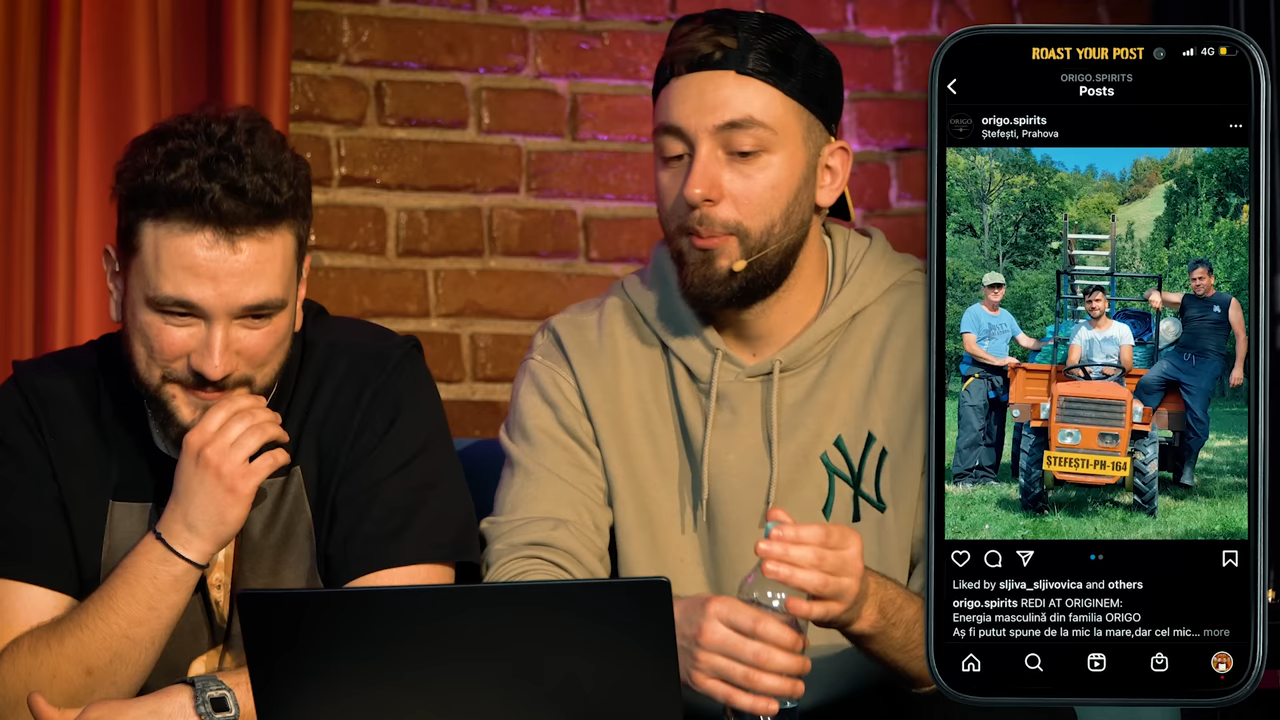 NY
ROAST YOUR POST
4G
ORIGO.SPIRITS
Posts
ORIGO
origo.spirits
Ștefești, Prahova
ȘTEFEȘTI-PH-164
Liked by sljiva_sljivovica and others
origo.spirits REDI AT ORIGINEM:
Energia masculină din familia ORIGO
Aș fi putut spune de la mic la mare,dar cel mic... more